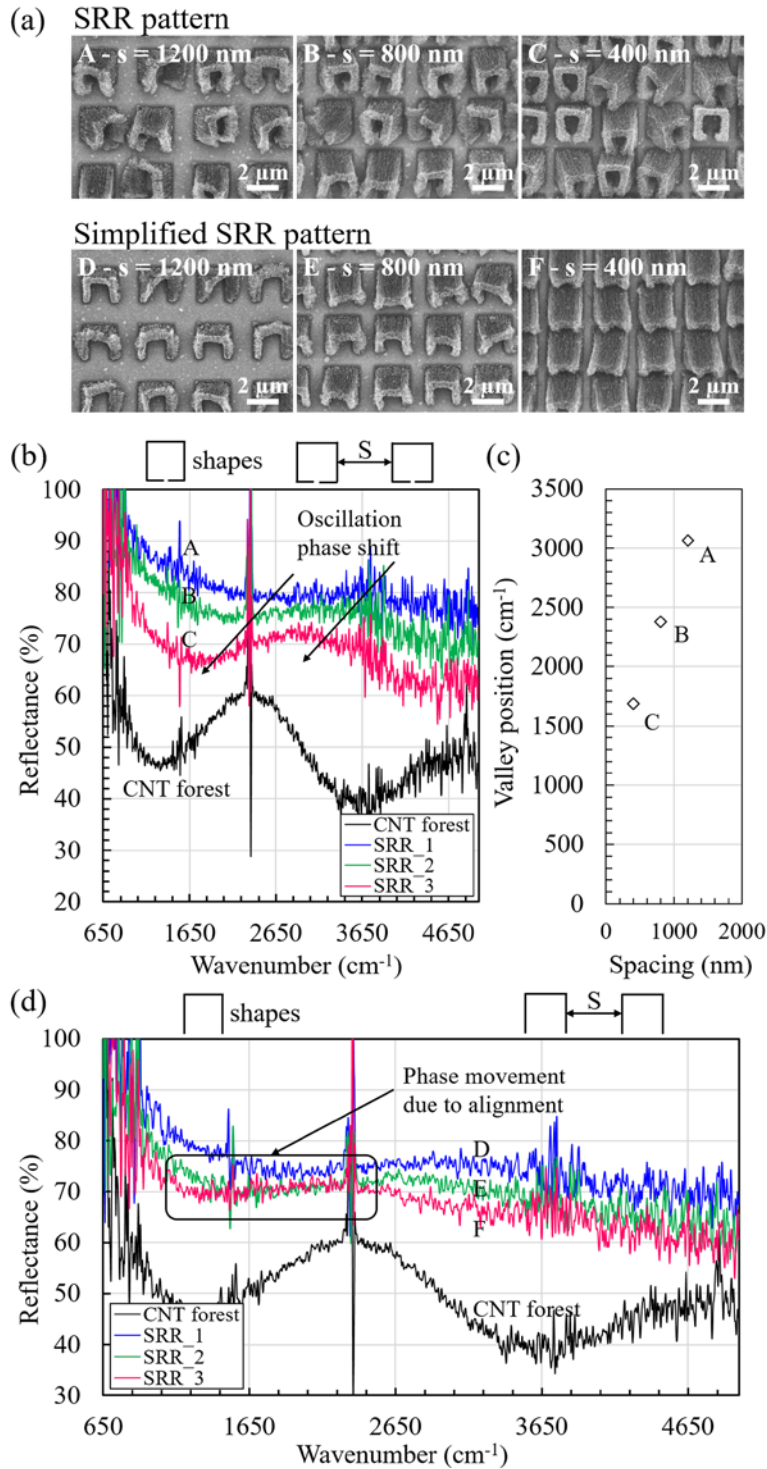 (a)
SRR pattern
A - s = 1200 nm
B - s = 800 nm
C - s = 400 nm
2 μm
2 μm
2 μm
Simplified SRR pattern
D - s = 1200 nm
E - s = 800 nm
F - s = 400 nm
2 μm
2 μm
2 μm
(b)
shapes
S
100
90
80
70
60
50
40
30
20
Reflectance (%)
Oscillation
phase shift
A
B
C
CNT forest
CNT forest
SRR_1
SRR_2
SRR_3
650
1650
2650
3650
4650
Wavenumber (cm-1)
(c)
3500
3000
2500
2000
1500
1000
500
0
Valley position (cm-1)
A
B
C
0
1000
2000
Spacing (nm)
(d)
shapes
S
100
90
80
70
60
50
40
30
Reflectance (%)
Phase movement
due to alignment
D
E
F
CNT forest
CNT forest
SRR_1
SRR_2
SRR_3
650
1650
2650
3650
4650
Wavenumber (cm-1)